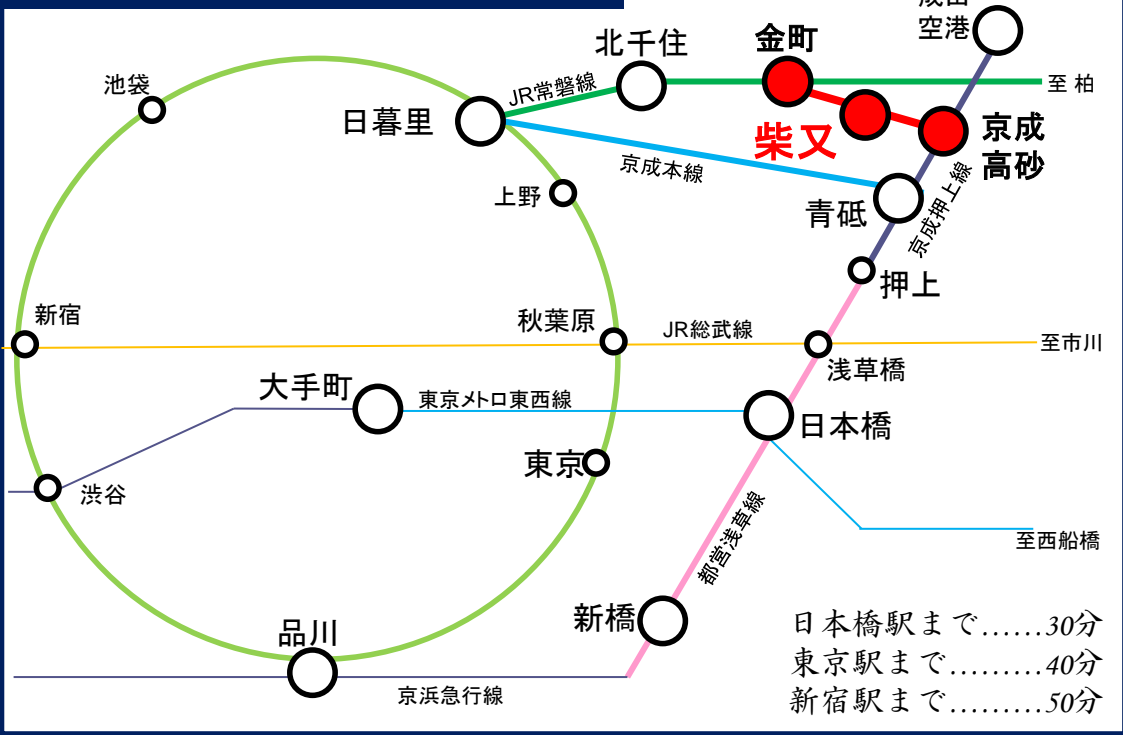 成田
空港
北千住
金町
池袋
JR常磐線
至 柏
日暮里
柴又
京成
高砂
京成本線
上野
青砥
京成押上線
押上
新宿
秋葉原
JR総武線
至市川
浅草橋
大手町
東京メトロ東西線
日本橋
東京
渋谷
都営浅草線
至西船橋
新橋
品川
京浜急行線
日本橋駅まで……30分
東京駅まで………40分
新宿駅まで………50分